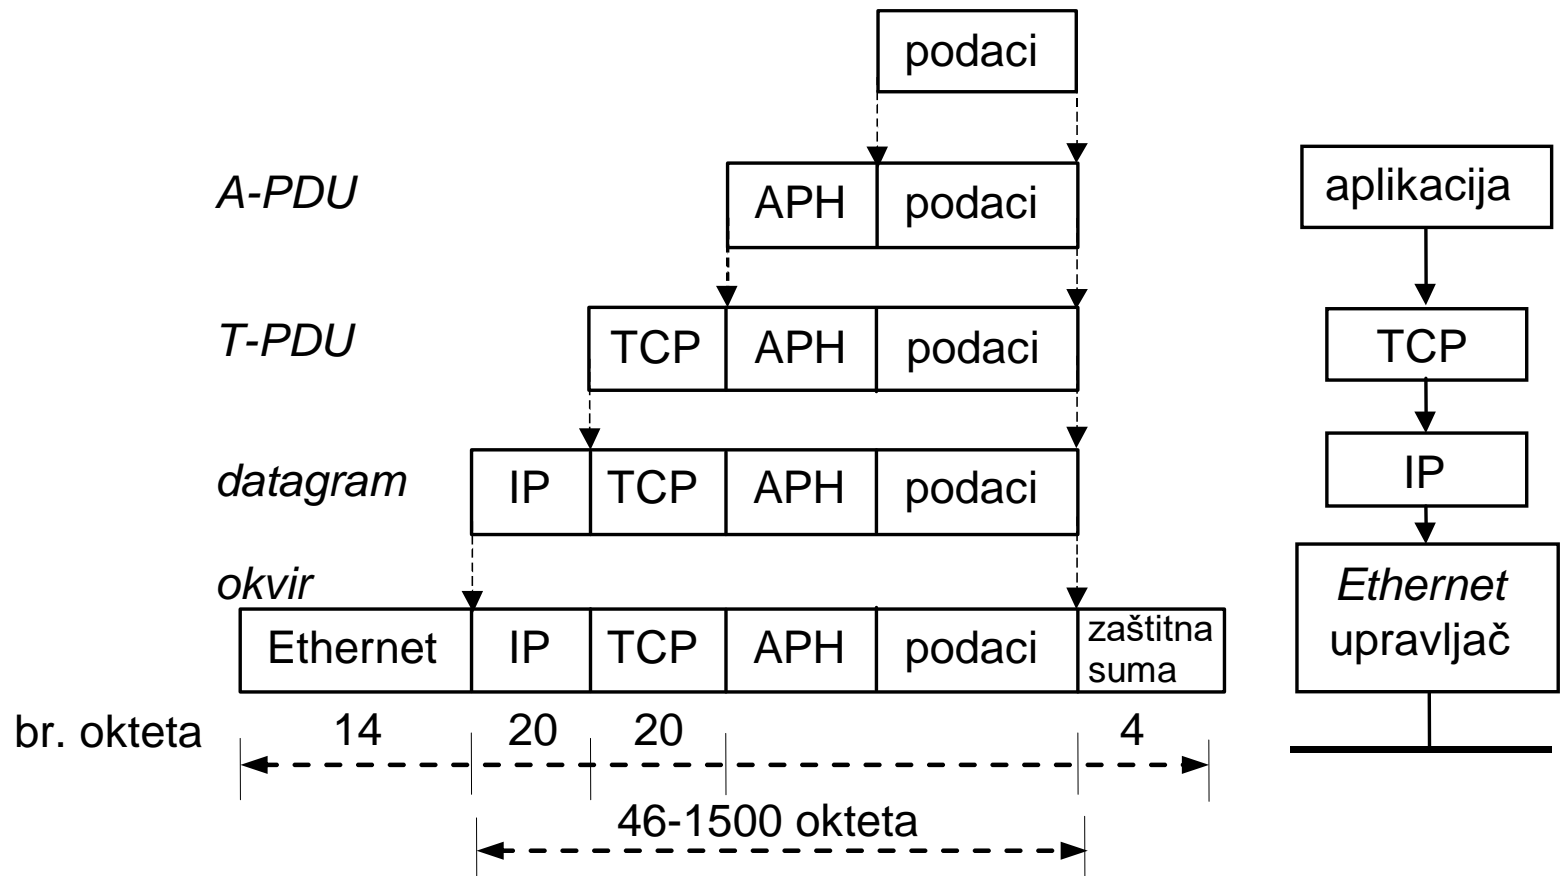 podaci
A-PDU
APH podaci
aplikacija
T-PDU
TCP APH podaci
TCP
datagram
IP TCP APH podaci
IP
okvir
Ethernet IP TCP APH podaci zaštitna
suma
Ethernet
upravljač
br. okteta 14 20 20 4
46-1500 okteta